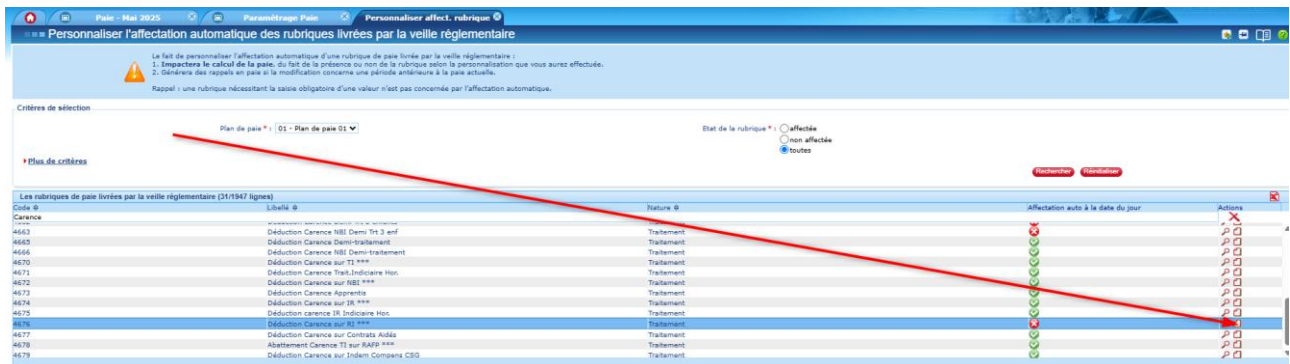 Paie - Mai 2025
Paramétrage Paie
Personnaliser affect. rubrique
Personnaliser l'affectation automatique des rubriques livrées par la veille réglementaire
Le fait de personnaliser l'affectation automatique d'une rubrique de paie livrée par la veille réglementaire :
1. Impactera le calcul de la paie, du fait de la présence ou non de la rubrique selon la personnalisation que vous aurez effectuée.
2. Générera des rappels en paie si la modification concerne une période antérieure à la paie actuelle.
Rappel : une rubrique nécessitant la saisie obligatoire d'une valeur n'est pas concernée par l'affectation automatique.
Critères de sélection
Plan de paie * : 01 - Plan de paie 01
Etat de la rubrique * : affectée
non affectée
toutes
Plus de critères
Rechercher Réinitialiser
Les rubriques de paie livrées par la veille réglementaire (31/1947 lignes)
Code Libellé Nature Affectation auto à la date du jour Actions
Carence
4663 Déduction Carence NBI Demi Trt 3 enf Traitement
4665 Déduction Carence Demi-traitement Traitement
4666 Déduction Carence NBI Demi-traitement Traitement
4670 Déduction Carence sur TI *** Traitement
4671 Déduction Carence Trait.Indiciaire Hor. Traitement
4672 Déduction Carence sur NBI *** Traitement
4673 Déduction Carence Apprentis Traitement
4674 Déduction Carence sur IR *** Traitement
4675 Déduction carence IR Indiciaire Hor. Traitement
4676 Déduction Carence sur RI *** Traitement
4677 Déduction Carence sur Contrats Aidés Traitement
4678 Abattement Carence TI sur RAFP *** Traitement
4679 Déduction Carence sur Indem Compens CSG Traitement